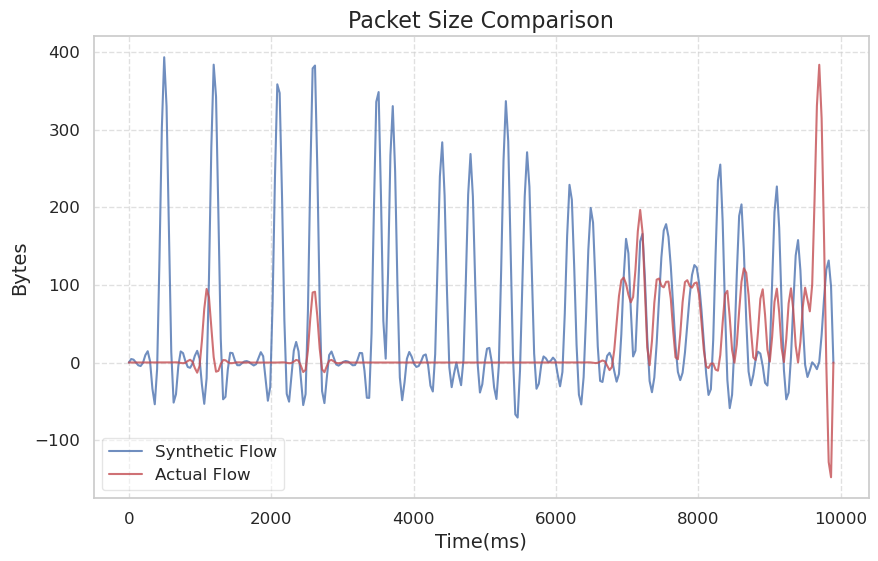 Packet Size Comparison
Bytes
400
300
200
100
0
−100
Synthetic Flow
Actual Flow
0 2000 4000 6000 8000 10000
Time(ms)